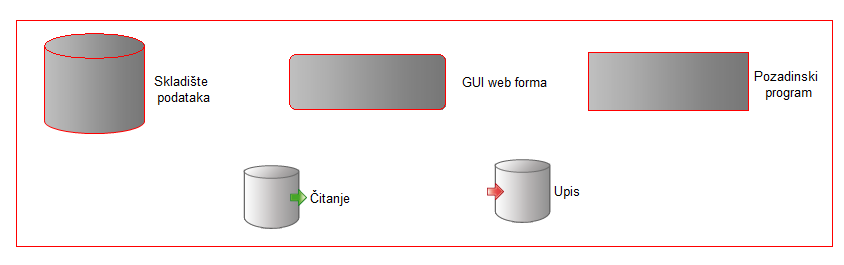 Skladište
podataka
GUI web forma
Pozadinski
program
Čitanje
Upis